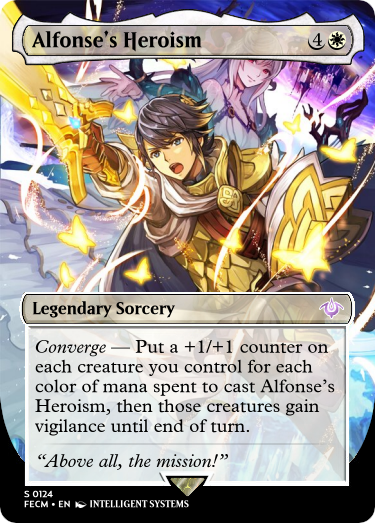 Alfonse's Heroism 4
Legendary Sorcery
Converge — Put a +1/+1 counter on
each creature you control for each
color of mana spent to cast Alfonse's
Heroism, then those creatures gain
vigilance until end of turn.
“Above all, the mission!”
S 0124
FECM • EN INTELLIGENT SYSTEMS